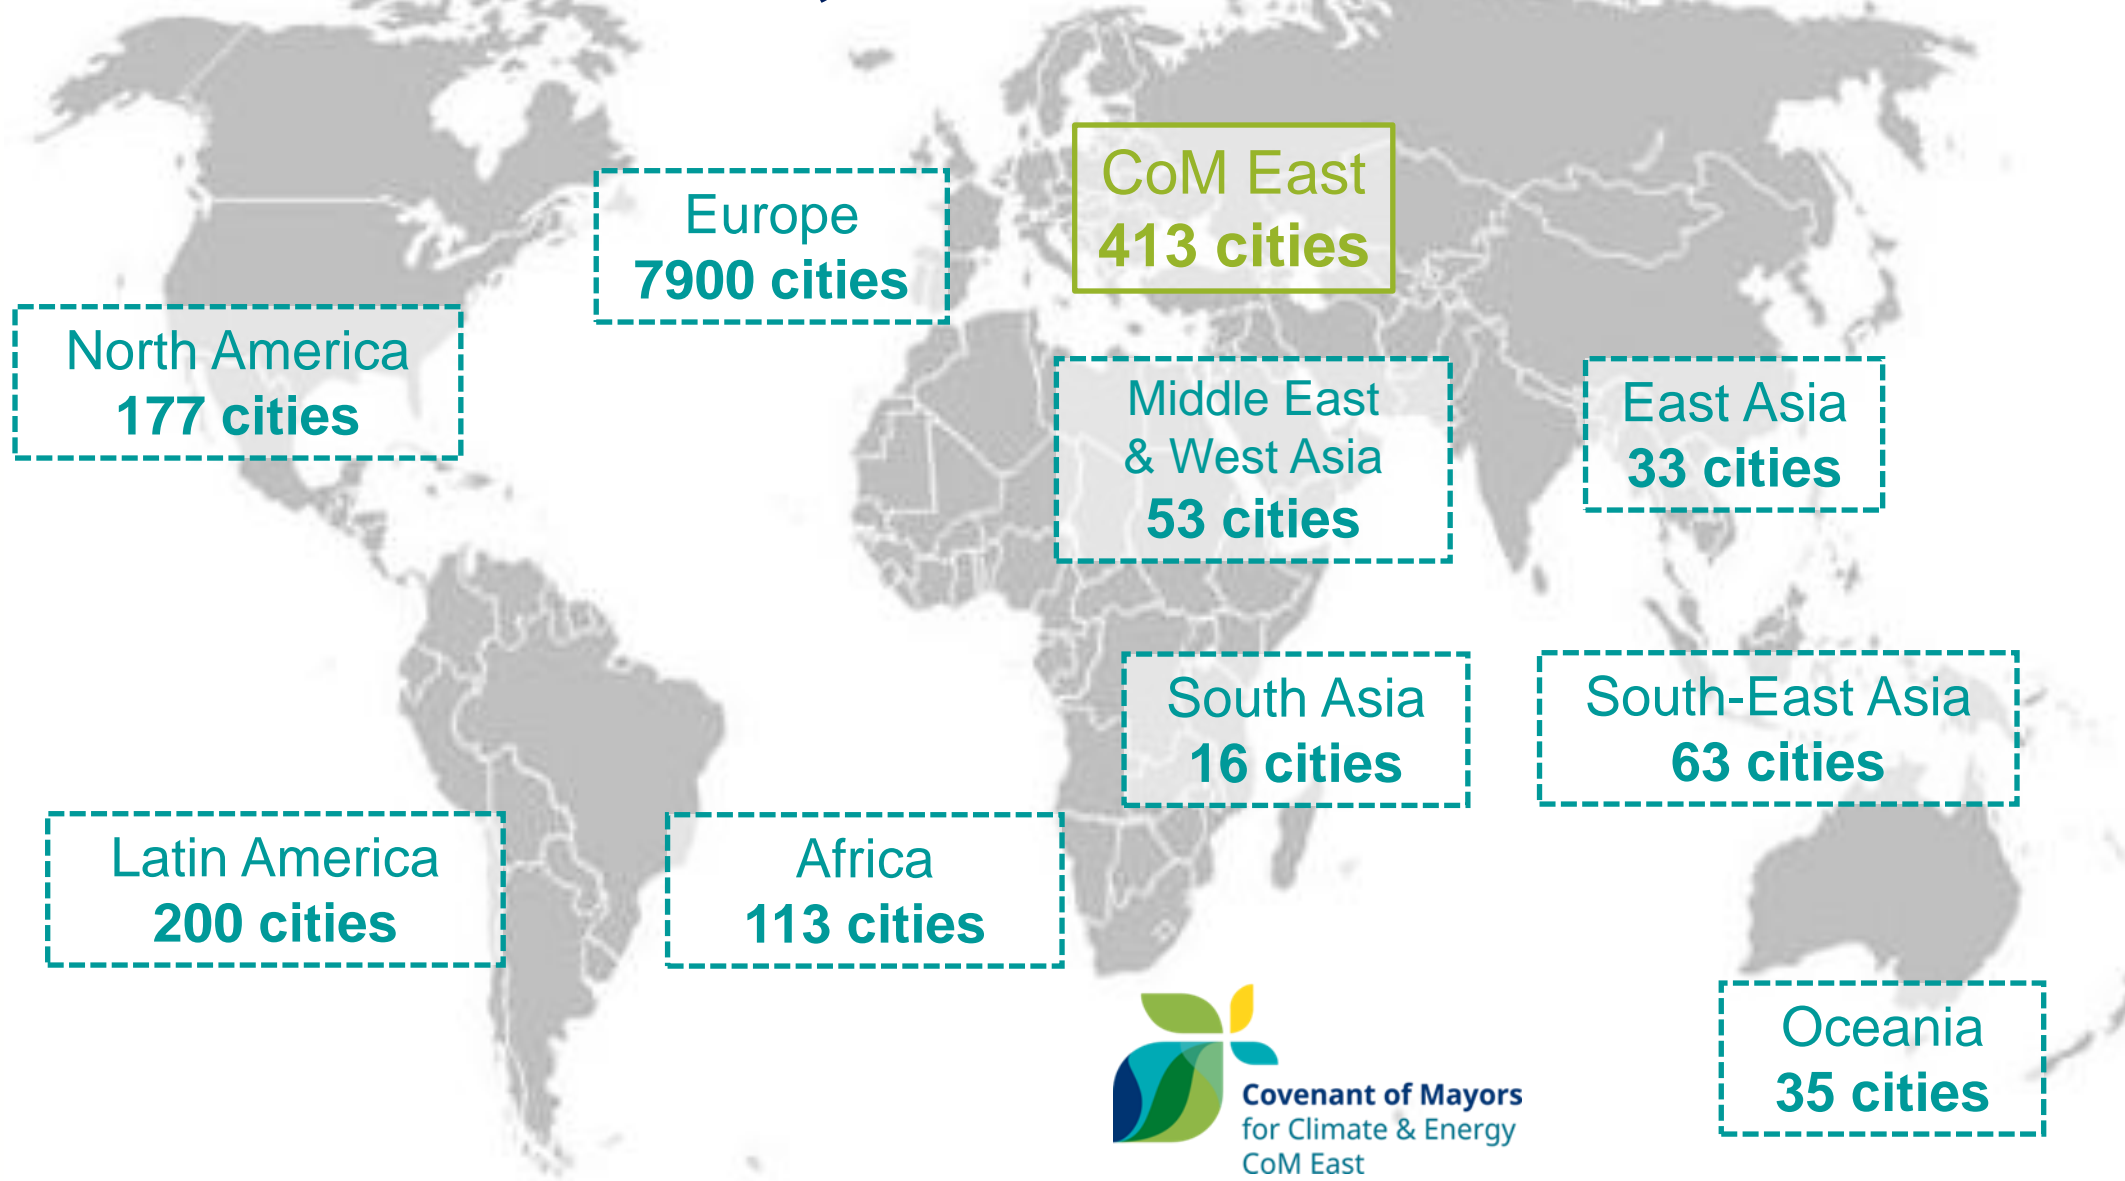 CoM East
413 cities
Europe
7900 cities
North America
177 cities
Middle East
& West Asia
53 cities
East Asia
33 cities
South Asia
16 cities
South-East Asia
63 cities
Latin America
200 cities
Africa
113 cities
Oceania
35 cities
Covenant of Mayors
for Climate & Energy
CoM East